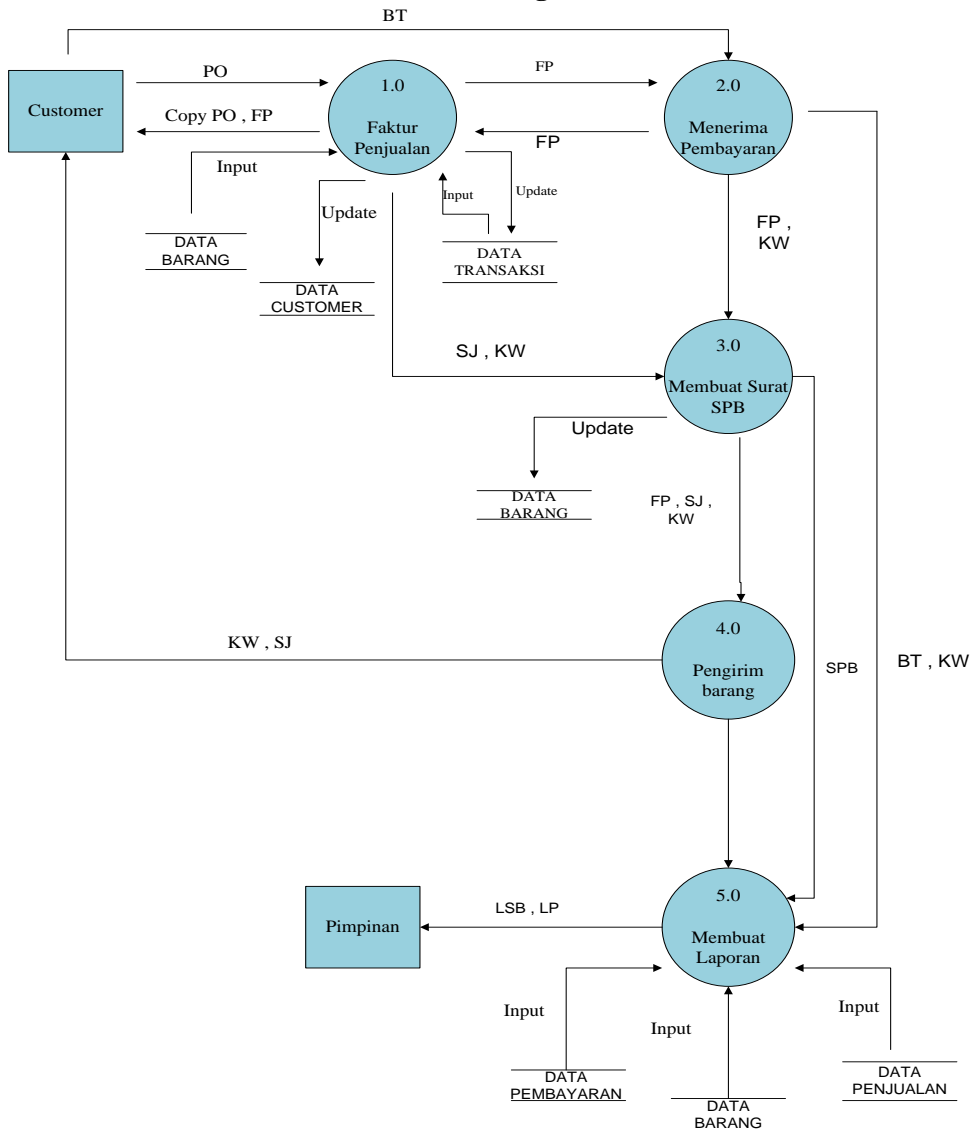 BT
PO
FP
Customer
1.0
Faktur
Penjualan
2.0
Menerima
Pembayaran
Copy PO , FP
FP
Input
Update
Input
Update
DATA
BARANG
DATA
CUSTOMER
DATA
TRANSAKSI
FP ,
KW
SJ , KW
3.0
Membuat Surat
SPB
Update
DATA
BARANG
FP , SJ ,
KW
4.0
Pengirim
barang
KW , SJ
SPB
BT , KW
5.0
Membuat
Laporan
LSB , LP
Pimpinan
Input
Input
Input
DATA
PEMBAYARAN
DATA
BARANG
DATA
PENJUALAN